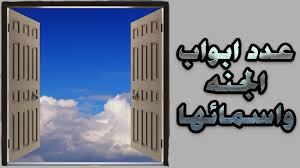 عدد ابواب
الجنه
واسمائها